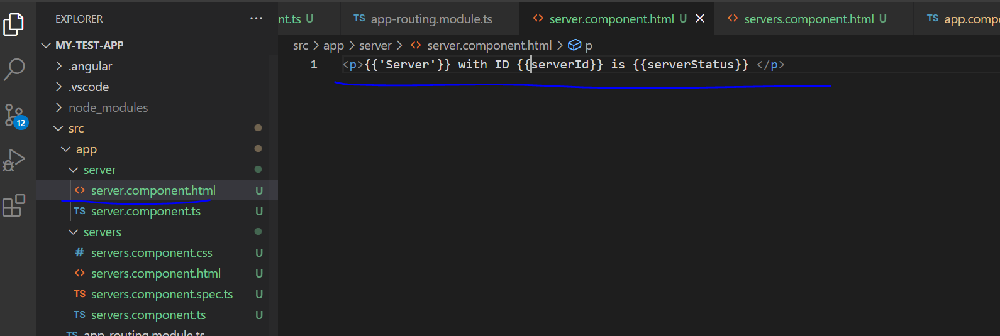 EXPLORER ...
nt.ts U
TS app-routing.module.ts
<> server.component.html U
<> servers.component.html U
TS app.comp
MY-TEST-APP
src > app > server > <> server.component.html > p
.angular
1 <p>{{'Server'}} with ID {{serverId}} is {{serverStatus}} </p>
.vscode
node_modules
12
src
app
server
<> server.component.html U
TS server.component.ts U
servers
# servers.component.css U
<> servers.component.html U
TS servers.component.spec.ts U
TS servers.component.ts U
TS app-routing.module.ts